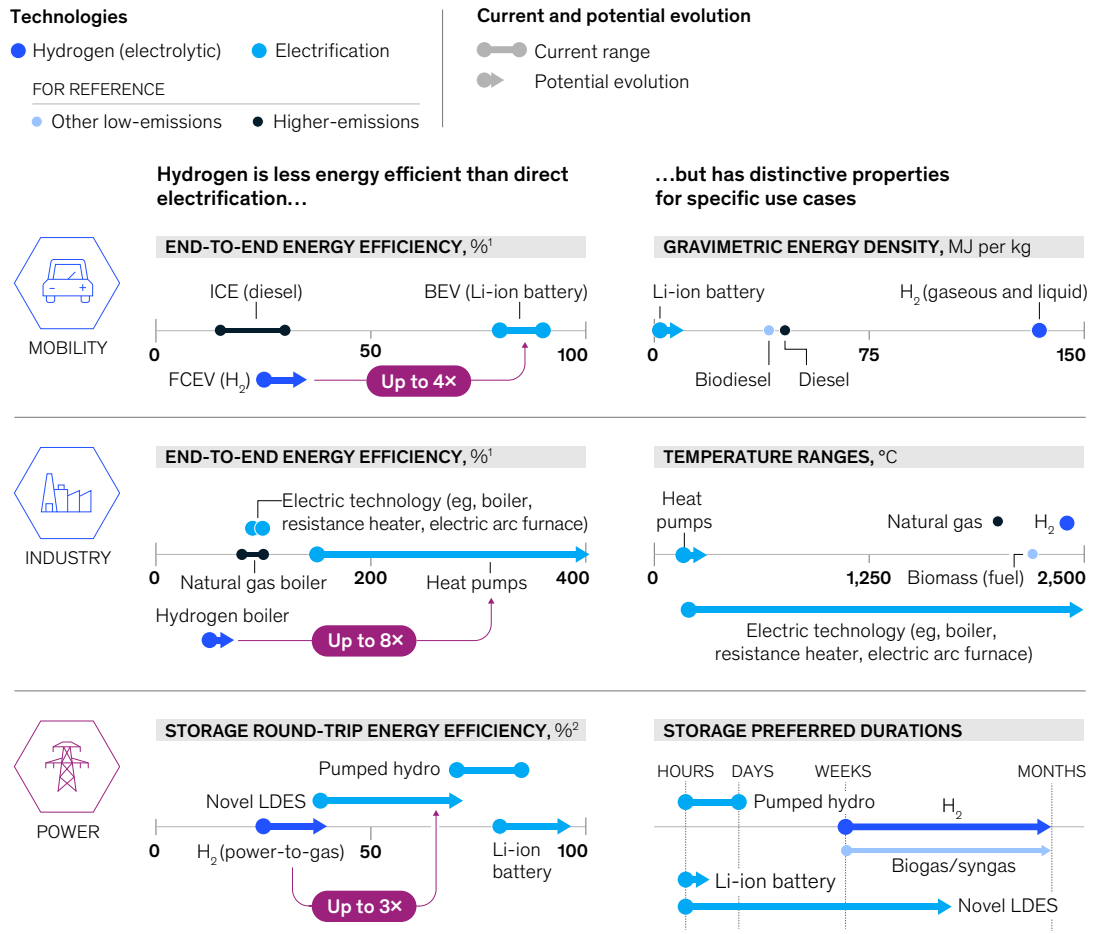 Technologies
Hydrogen (electrolytic)
Electrification
FOR REFERENCE
Other low-emissions
Higher-emissions
Current and potential evolution
Current range
Potential evolution
Hydrogen is less energy efficient than direct
electrification…
…but has distinctive properties
for specific use cases
MOBILITY
END-TO-END ENERGY EFFICIENCY, %¹
ICE (diesel)
BEV (Li-ion battery)
0
50
100
FCEV (H₂)
Up to 4×
GRAVIMETRIC ENERGY DENSITY, MJ per kg
Li-ion battery
H₂(gaseous and liquid)
0
75
150
Biodiesel
Diesel
INDUSTRY
END-TO-END ENERGY EFFICIENCY, %¹
Electric technology (eg, boiler,
resistance heater, electric arc furnace)
0
200
400
Natural gas boiler
Heat pumps
Hydrogen boiler
Up to 8×
TEMPERATURE RANGES, °C
Heat
pumps
Natural gas
H₂
0
1,250
Biomass (fuel)
2,500
Electric technology (eg, boiler,
resistance heater, electric arc furnace)
POWER
STORAGE ROUND-TRIP ENERGY EFFICIENCY, %²
Pumped hydro
Novel LDES
0
50
100
H₂(power-to-gas)
Li-ion
battery
Up to 3×
STORAGE PREFERRED DURATIONS
HOURS
DAYS
WEEKS
MONTHS
Pumped hydro
H₂
Biogas/syngas
Li-ion battery
Novel LDES